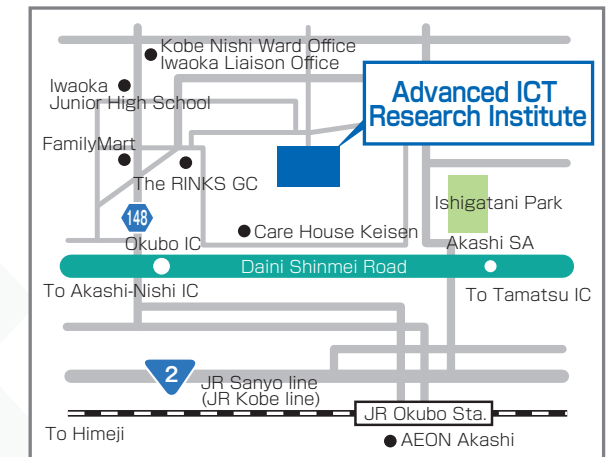 Kobe Nishi Ward Office
Iwaoka Liaison Office
Iwaoka
Junior High School
Advanced ICT
Research Institute
FamilyMart
The RINKS GC
Ishigatani Park
148
Care House Keisen
Okubo IC
Akashi SA
Daini Shinmei Road
To Akashi-Nishi IC
To Tamatsu IC
2
JR Sanyo line
(JR Kobe line)
JR Okubo Sta.
To Himeji
AEON Akashi